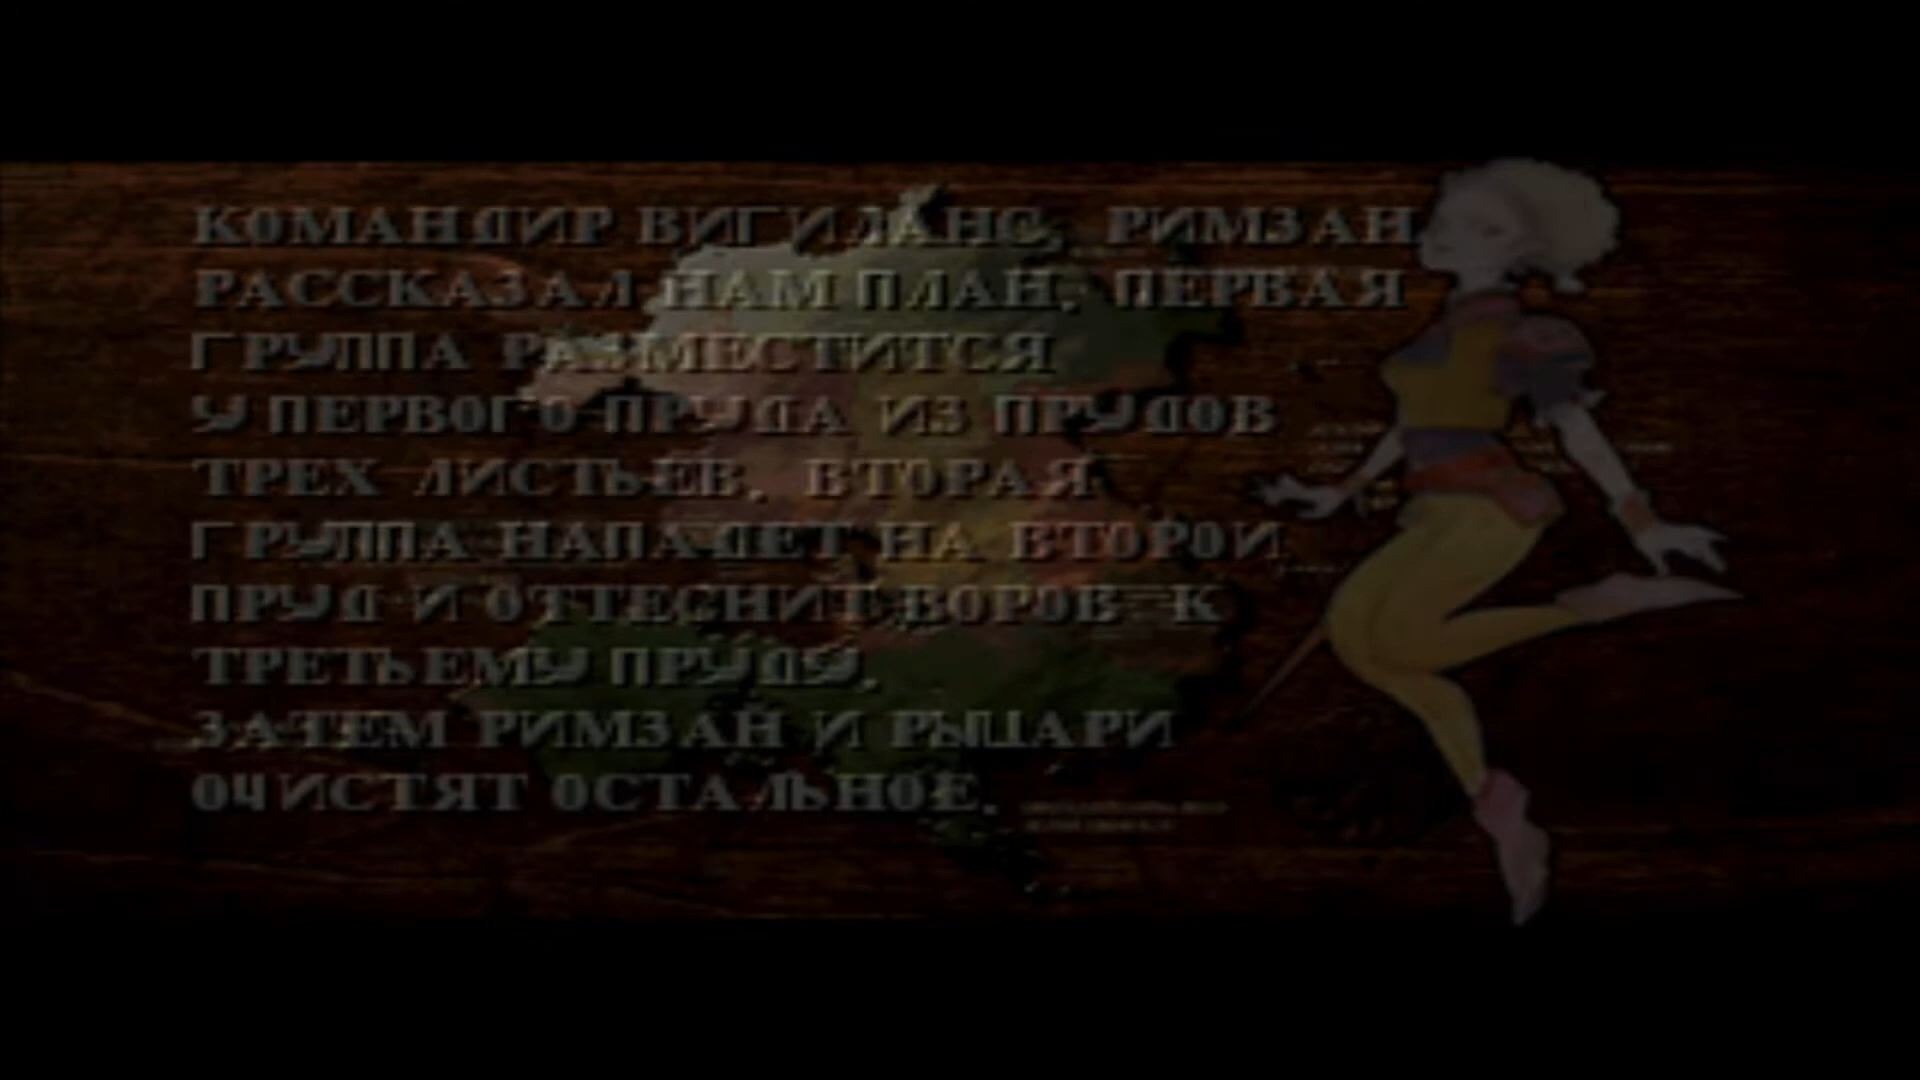 КОМАНДИР ВИГИЛАНС, РИМЗАН
РАССКАЗАЛ НАМ ПЛАН, ПЕРВАЯ
ГРУППА РАЗМЕСТИТСЯ
У ПЕРВОГО ПРУДА ИЗ ПРУДОВ
ТРЕХ ЛИСТЬЕВ. ВТОРАЯ
ГРУППА НАПАДЕТ НА ВТОРОИ
ПРУД И ОТТЕСНИТ ВОРОВ К
ТРЕТЬЕМУ ПРУДУ.
ЗАТЕМ РИМЗАН И РЫЦАРИ
ОЧИСТЯТ ОСТАЛЬНОЕ.